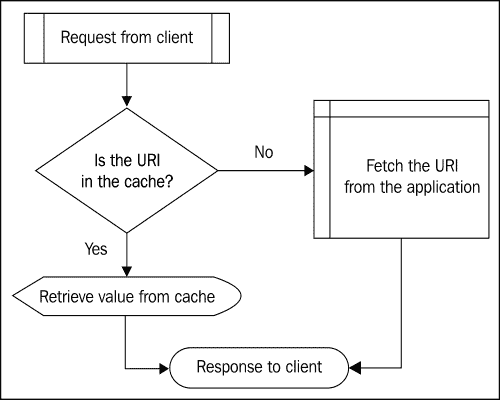 Request from client
Is the URI
in the cache?
No
Fetch the URI
from the application
Yes
Retrieve value from cache
Response to client